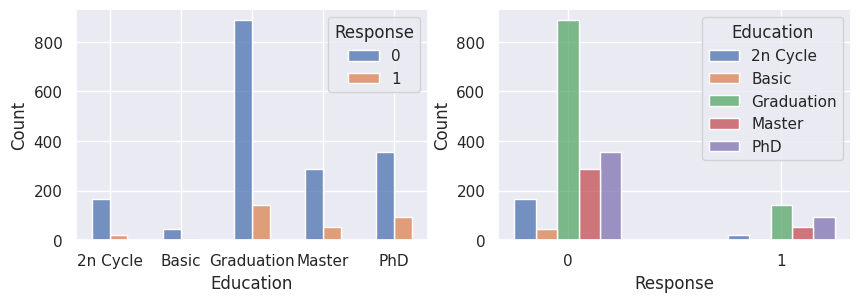 800
600
400
200
0
Count
Response
0
1
2n Cycle Basic Graduation Master PhD
Education
800
600
400
200
0
Count
Education
2n Cycle
Basic
Graduation
Master
PhD
0 1
Response